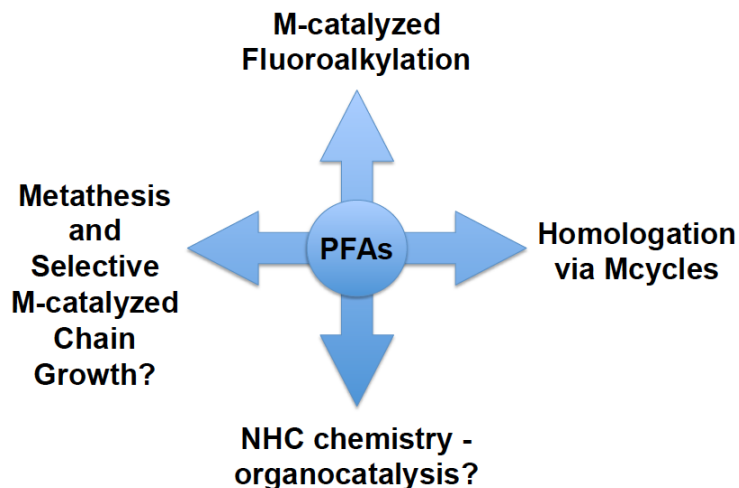 M-catalyzed
Fluoroalkylation
Metathesis
and
Selective
M-catalyzed
Chain
Growth?
PFAs
Homologation
via Mcycles
NHC chemistry -
organocatalysis?